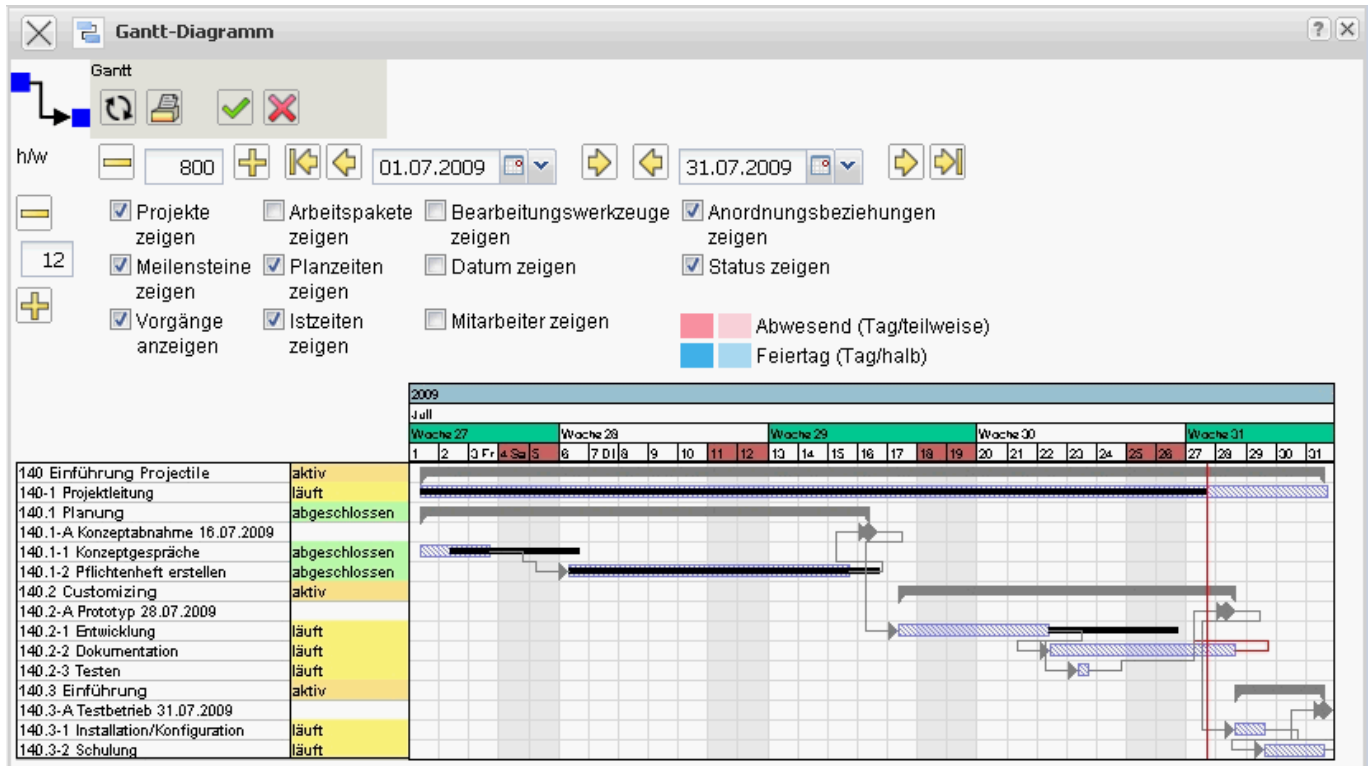 Gantt-Diagramm
Gantt
h/w
800
01.07.2009
31.07.2009
12
Projekte zeigen
Arbeitspakete zeigen
Bearbeitungswerkzeuge zeigen
Anordnungsbeziehungen zeigen
Meilensteine zeigen
Planzeiten zeigen
Datum zeigen
Status zeigen
Vorgänge anzeigen
Istzeiten zeigen
Mitarbeiter zeigen
Abwesend (Tag/teilweise)
Feiertag (Tag/halb)
2009
Juli
Woche 27 Woche 28 Woche 29 Woche 30 Woche 31
1 2 3 Fr 4 Sa 5 6 7 Di 8 9 10 11 12 13 14 15 16 17 18 19 20 21 22 23 24 25 26 27 28 29 30 31
140 Einführung Projectile aktiv
140-1 Projektleitung läuft
140.1 Planung abgeschlossen
140.1-A Konzeptabnahme 16.07.2009
140.1-1 Konzeptgespräche abgeschlossen
140.1-2 Pflichtenheft erstellen abgeschlossen
140.2 Customizing aktiv
140.2-A Prototyp 28.07.2009
140.2-1 Entwicklung läuft
140.2-2 Dokumentation läuft
140.2-3 Testen läuft
140.3 Einführung aktiv
140.3-A Testbetrieb 31.07.2009
140.3-1 Installation/Konfiguration läuft
140.3-2 Schulung läuft